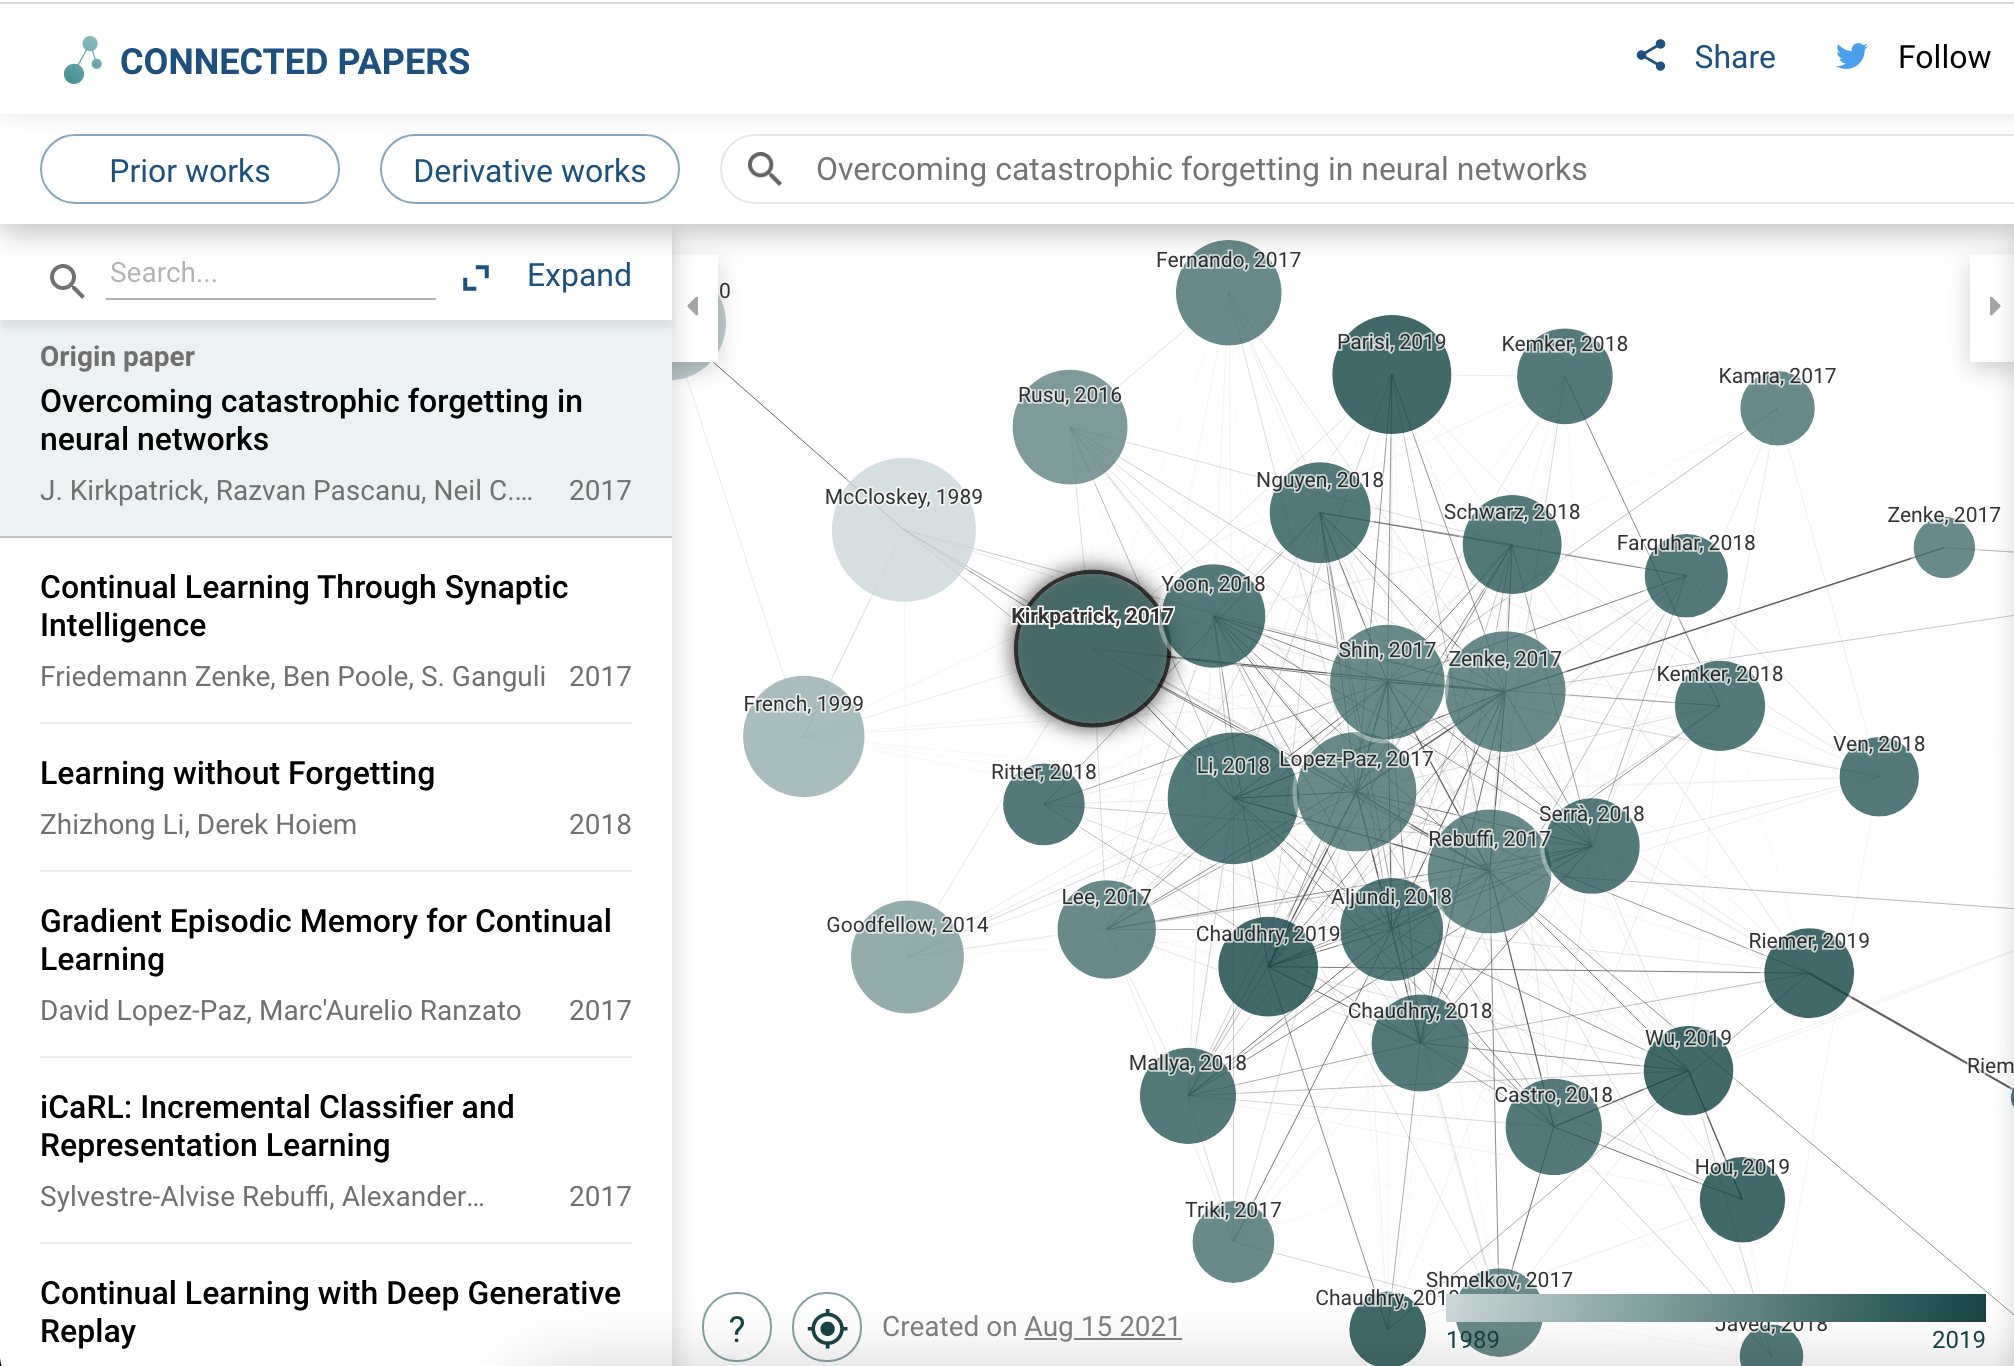 CONNECTED PAPERS
Share
Follow
Prior works
Derivative works
Overcoming catastrophic forgetting in neural networks
Search...
Expand
Origin paper
Overcoming catastrophic forgetting in
neural networks
J. Kirkpatrick, Razvan Pascanu, Neil C.... 2017
Continual Learning Through Synaptic
Intelligence
Friedemann Zenke, Ben Poole, S. Ganguli 2017
Learning without Forgetting
Zhizhong Li, Derek Hoiem 2018
Gradient Episodic Memory for Continual
Learning
David Lopez-Paz, Marc'Aurelio Ranzato 2017
iCaRL: Incremental Classifier and
Representation Learning
Sylvestre-Alvise Rebuffi, Alexander... 2017
Continual Learning with Deep Generative
Replay
0
Fernando, 2017
Parisi, 2019
Kemker, 2018
Kamra, 2017
Rusu, 2016
Nguyen, 2018
McCloskey, 1989
Schwarz, 2018
Zenke, 2017
Farquhar, 2018
Yoon, 2018
Kirkpatrick, 2017
Shin, 2017
Zenke, 2017
Kemker, 2018
French, 1999
Ven, 2018
Lopez-Paz, 2017
Li, 2018
Ritter, 2018
Serrà, 2018
Rebuffi, 2017
Lee, 2017
Aljundi, 2018
Goodfellow, 2014
Chaudhry, 2019
Riemer, 2019
Chaudhry, 2018
Wu, 2019
Mallya, 2018
Riem
Castro, 2018
Hou, 2019
Triki, 2017
Shmelkov, 2017
Chaudhry, 2019
Javed, 2018
?
Created on Aug 15 2021
1989
2019